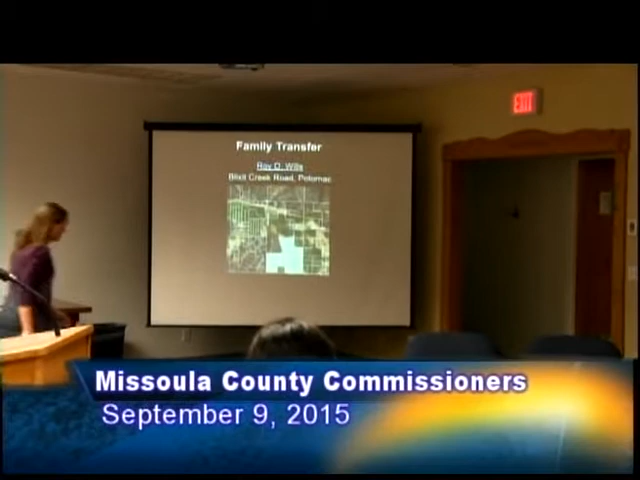 EXIT
Family Transfer
Roy D. Wills
Blixit Creek Road, Potomac
Missoula County Commissioners
September 9, 2015